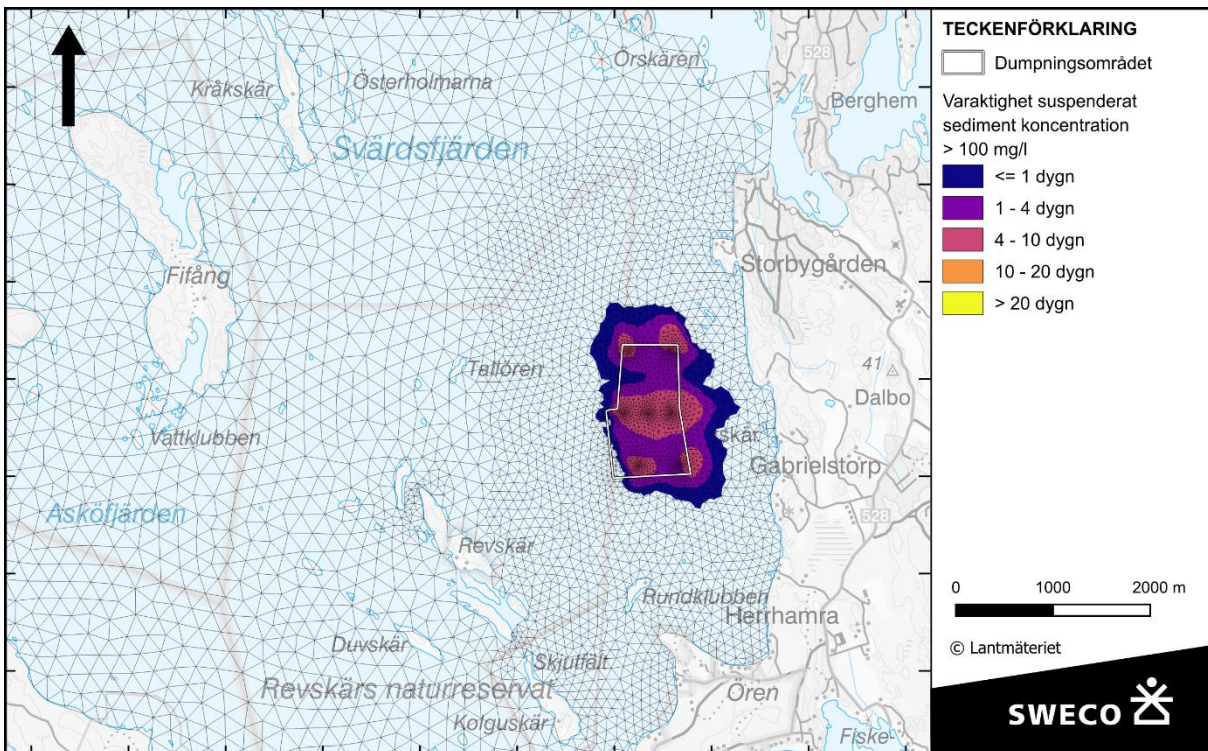 Kråkskär
Österholmarna
Örskären
528
Berghem
Svärdsfjärden
Fifång
Storbygården
Tallören
41
Dalbo
Vattklubben
skär
Gabrielstorp
Asköfjärden
528
Revskär
Rundklubben
Herrhamra
Duvskär
Skjutfält
Revskärs naturreservat
Ören
Kolguskär
Fiske-
TECKENFÖRKLARING
Dumpningsområdet
Varaktighet suspenderat
sediment koncentration
> 100 mg/l
<= 1 dygn
1 - 4 dygn
4 - 10 dygn
10 - 20 dygn
> 20 dygn
0 1000 2000 m
© Lantmäteriet
SWECO